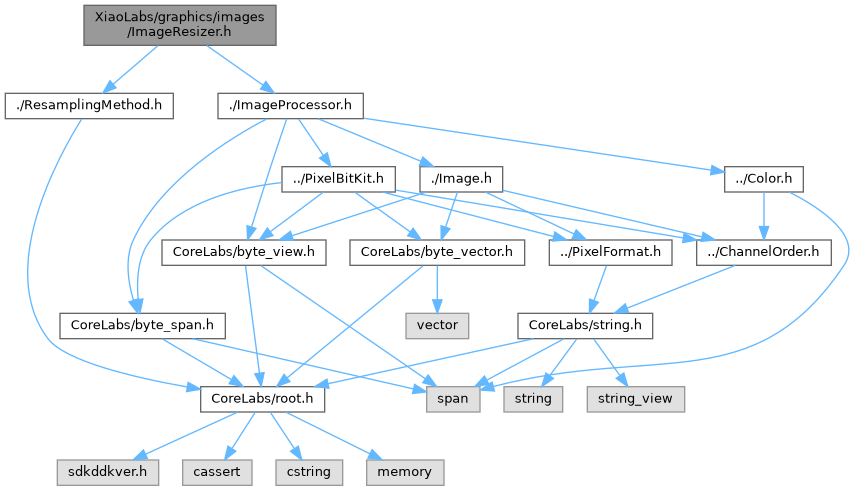 XiaoLabs/graphics/images
/ImageResizer.h
./ResamplingMethod.h
./ImageProcessor.h
../PixelBitKit.h
./Image.h
../Color.h
CoreLabs/byte_view.h
CoreLabs/byte_vector.h
../PixelFormat.h
../ChannelOrder.h
CoreLabs/byte_span.h
vector
CoreLabs/string.h
CoreLabs/root.h
span
string
string_view
sdkddkver.h
cassert
cstring
memory